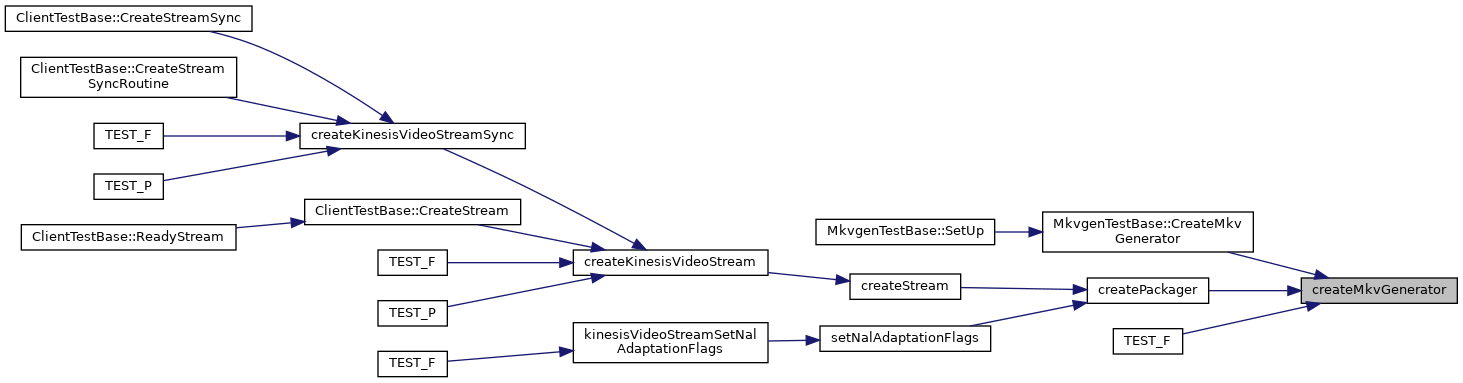 ClientTestBase::CreateStreamSync
ClientTestBase::CreateStream
SyncRoutine
createKinesisVideoStreamSync
TEST_F
TEST_P
ClientTestBase::CreateStream
ClientTestBase::ReadyStream
MkvgenTestBase::SetUp
MkvgenTestBase::CreateMkv
Generator
TEST_F
createKinesisVideoStream
createStream
createPackager
createMkvGenerator
TEST_P
kinesisVideoStreamSetNal
AdaptationFlags
setNalAdaptationFlags
TEST_F
TEST_F